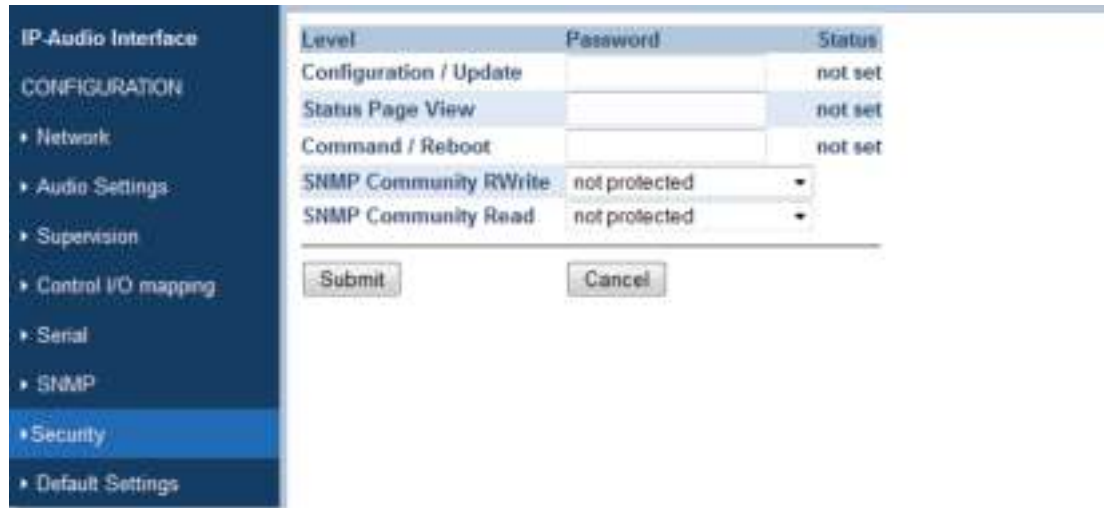 IP-Audio Interface
CONFIGURATION
Network
Audio Settings
Supervision
Control I/O mapping
Serial
SNMP
Security
Default Settings
Level Password Status
Configuration / Update not set
Status Page View not set
Command / Reboot not set
SNMP Community RWrite not protected
SNMP Community Read not protected
Submit Cancel